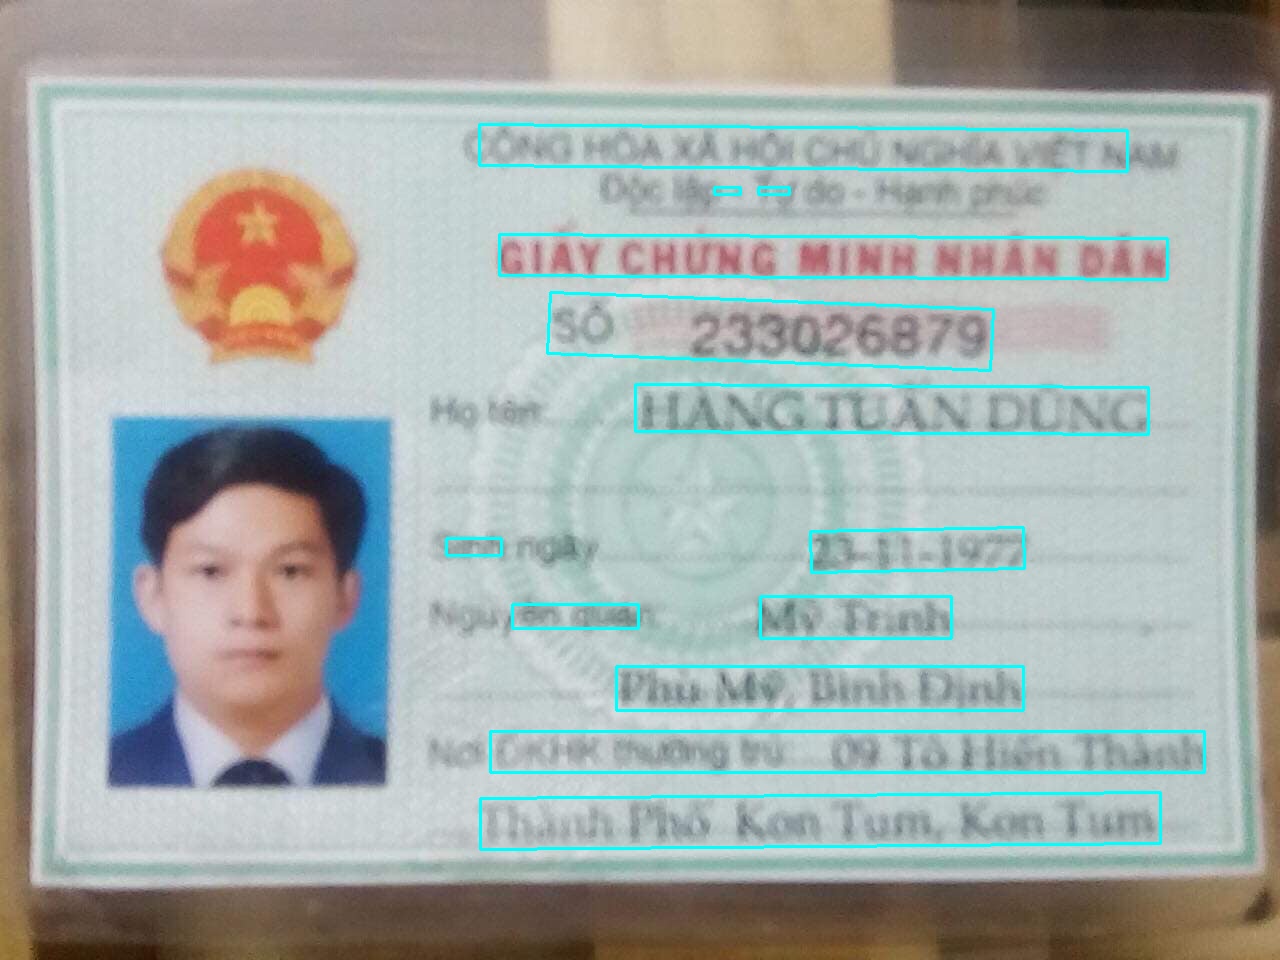 CỘNG HÒA XÃ HỘI CHỦ NGHĨA VIỆT NAM
Độc lập - Tự do - Hạnh phúc
GIẤY CHỨNG MINH NHÂN DÂN
SỐ 233026879
Họ tên: HÀNG TUẤN DŨNG
Sinh ngày 23-11-1977
Nguyên quán: Mỹ Trinh
Phù Mỹ, Bình Định
Nơi ĐKHK thường trú: 09 Tô Hiến Thành
Thành Phố Kon Tum, Kon Tum